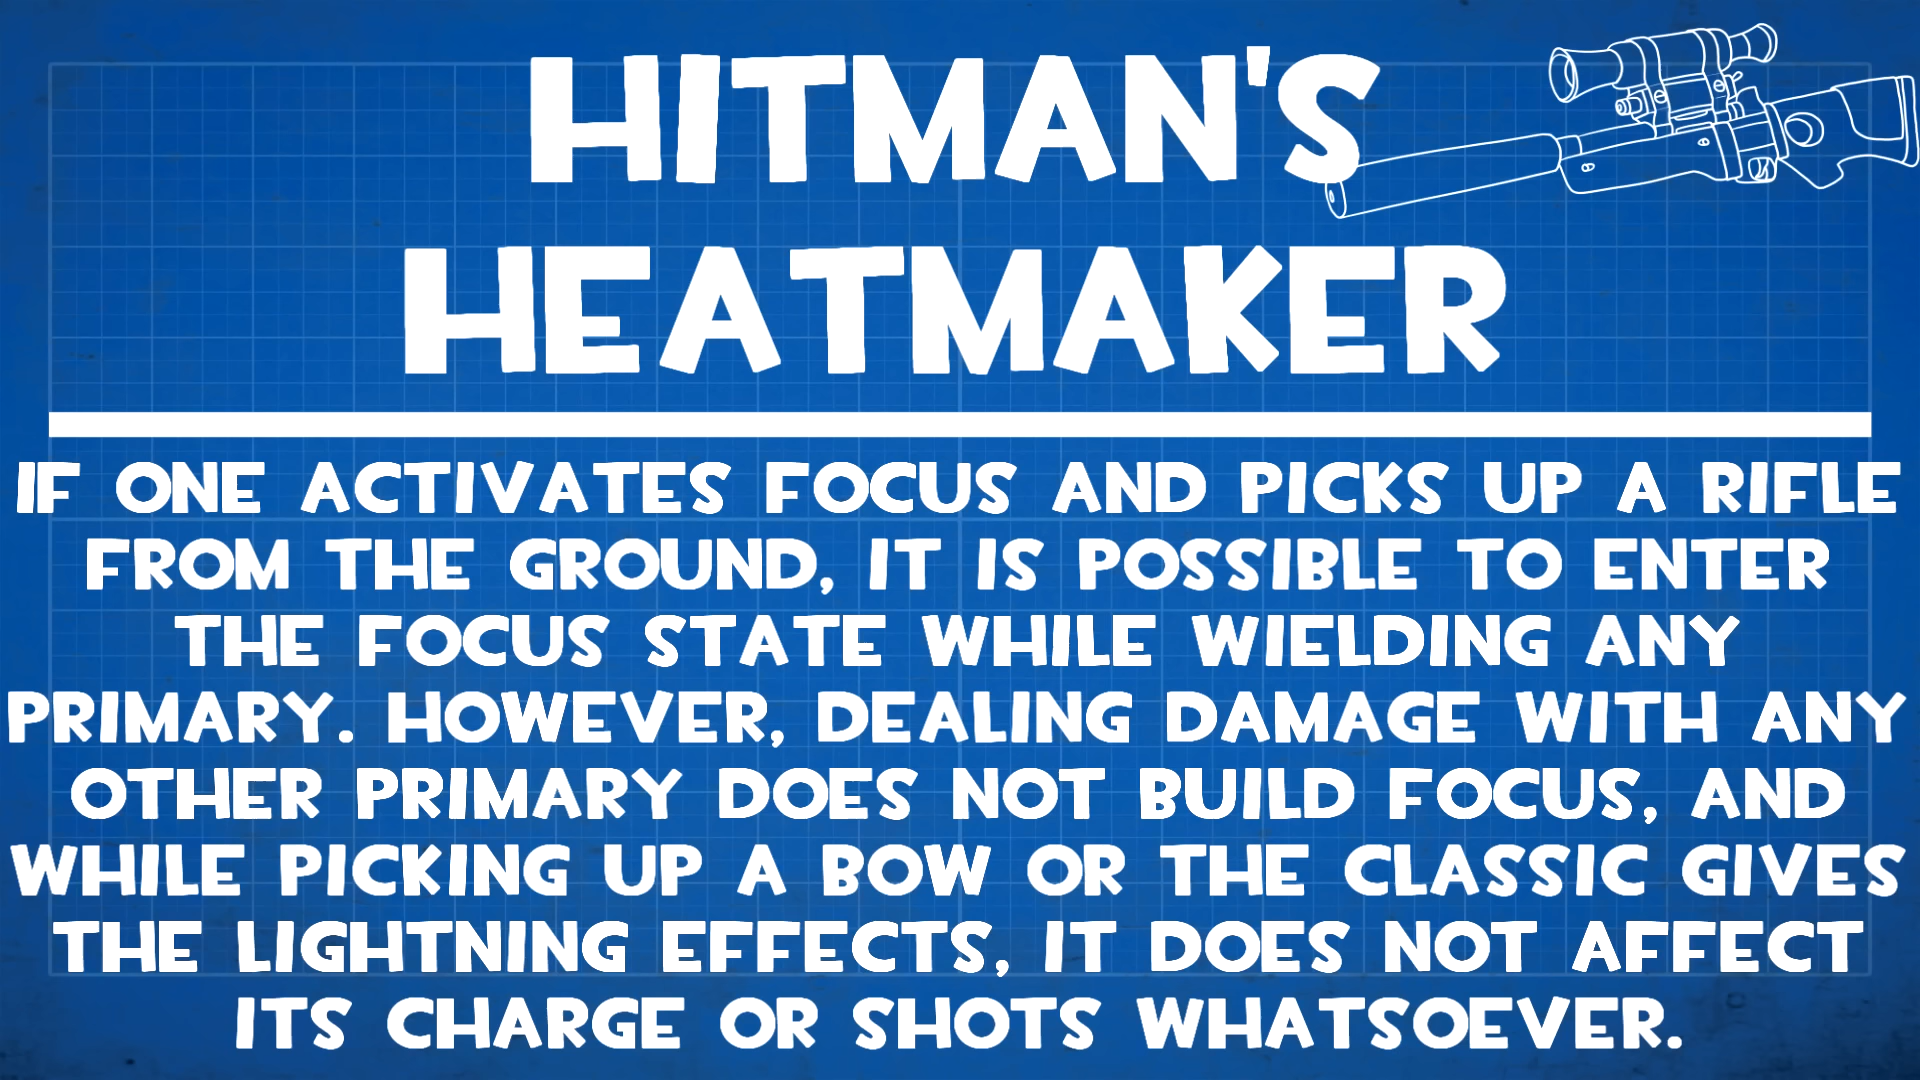 HITMAN'S
HEATMAKER
IF ONE ACTIVATES FOCUS AND PICKS UP A RIFLE
FROM THE GROUND, IT IS POSSIBLE TO ENTER
THE FOCUS STATE WHILE WIELDING ANY
PRIMARY. HOWEVER, DEALING DAMAGE WITH ANY
OTHER PRIMARY DOES NOT BUILD FOCUS, AND
WHILE PICKING UP A BOW OR THE CLASSIC GIVES
THE LIGHTNING EFFECTS, IT DOES NOT AFFECT
ITS CHARGE OR SHOTS WHATSOEVER.